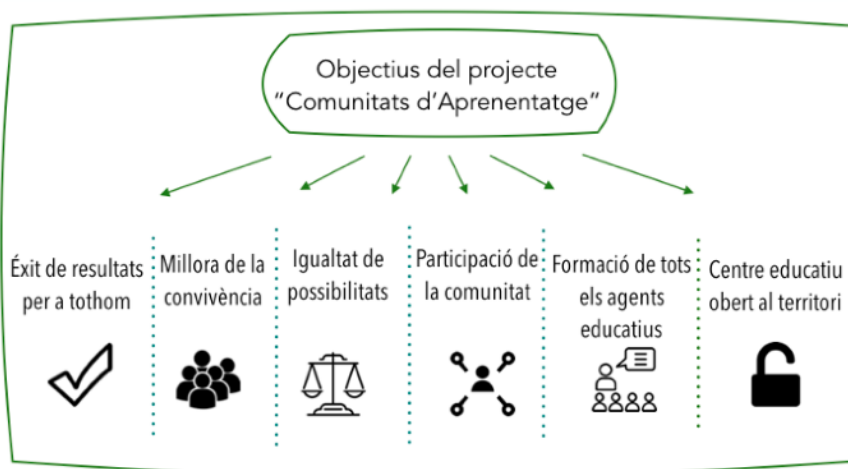 Objectius del projecte
“Comunitats d’Aprenentatge”
Éxit de resultats
per a tothom
Millora de la
convivència
Igualtat de
possibilitats
Participació de
la comunitat
Formació de tots
els agents
educatius
Centre educatiu
obert al territori